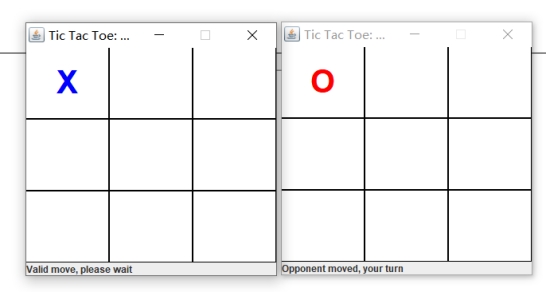 Tic Tac Toe: ...
X
Valid move, please wait
Tic Tac Toe: ...
O
Opponent moved, your turn